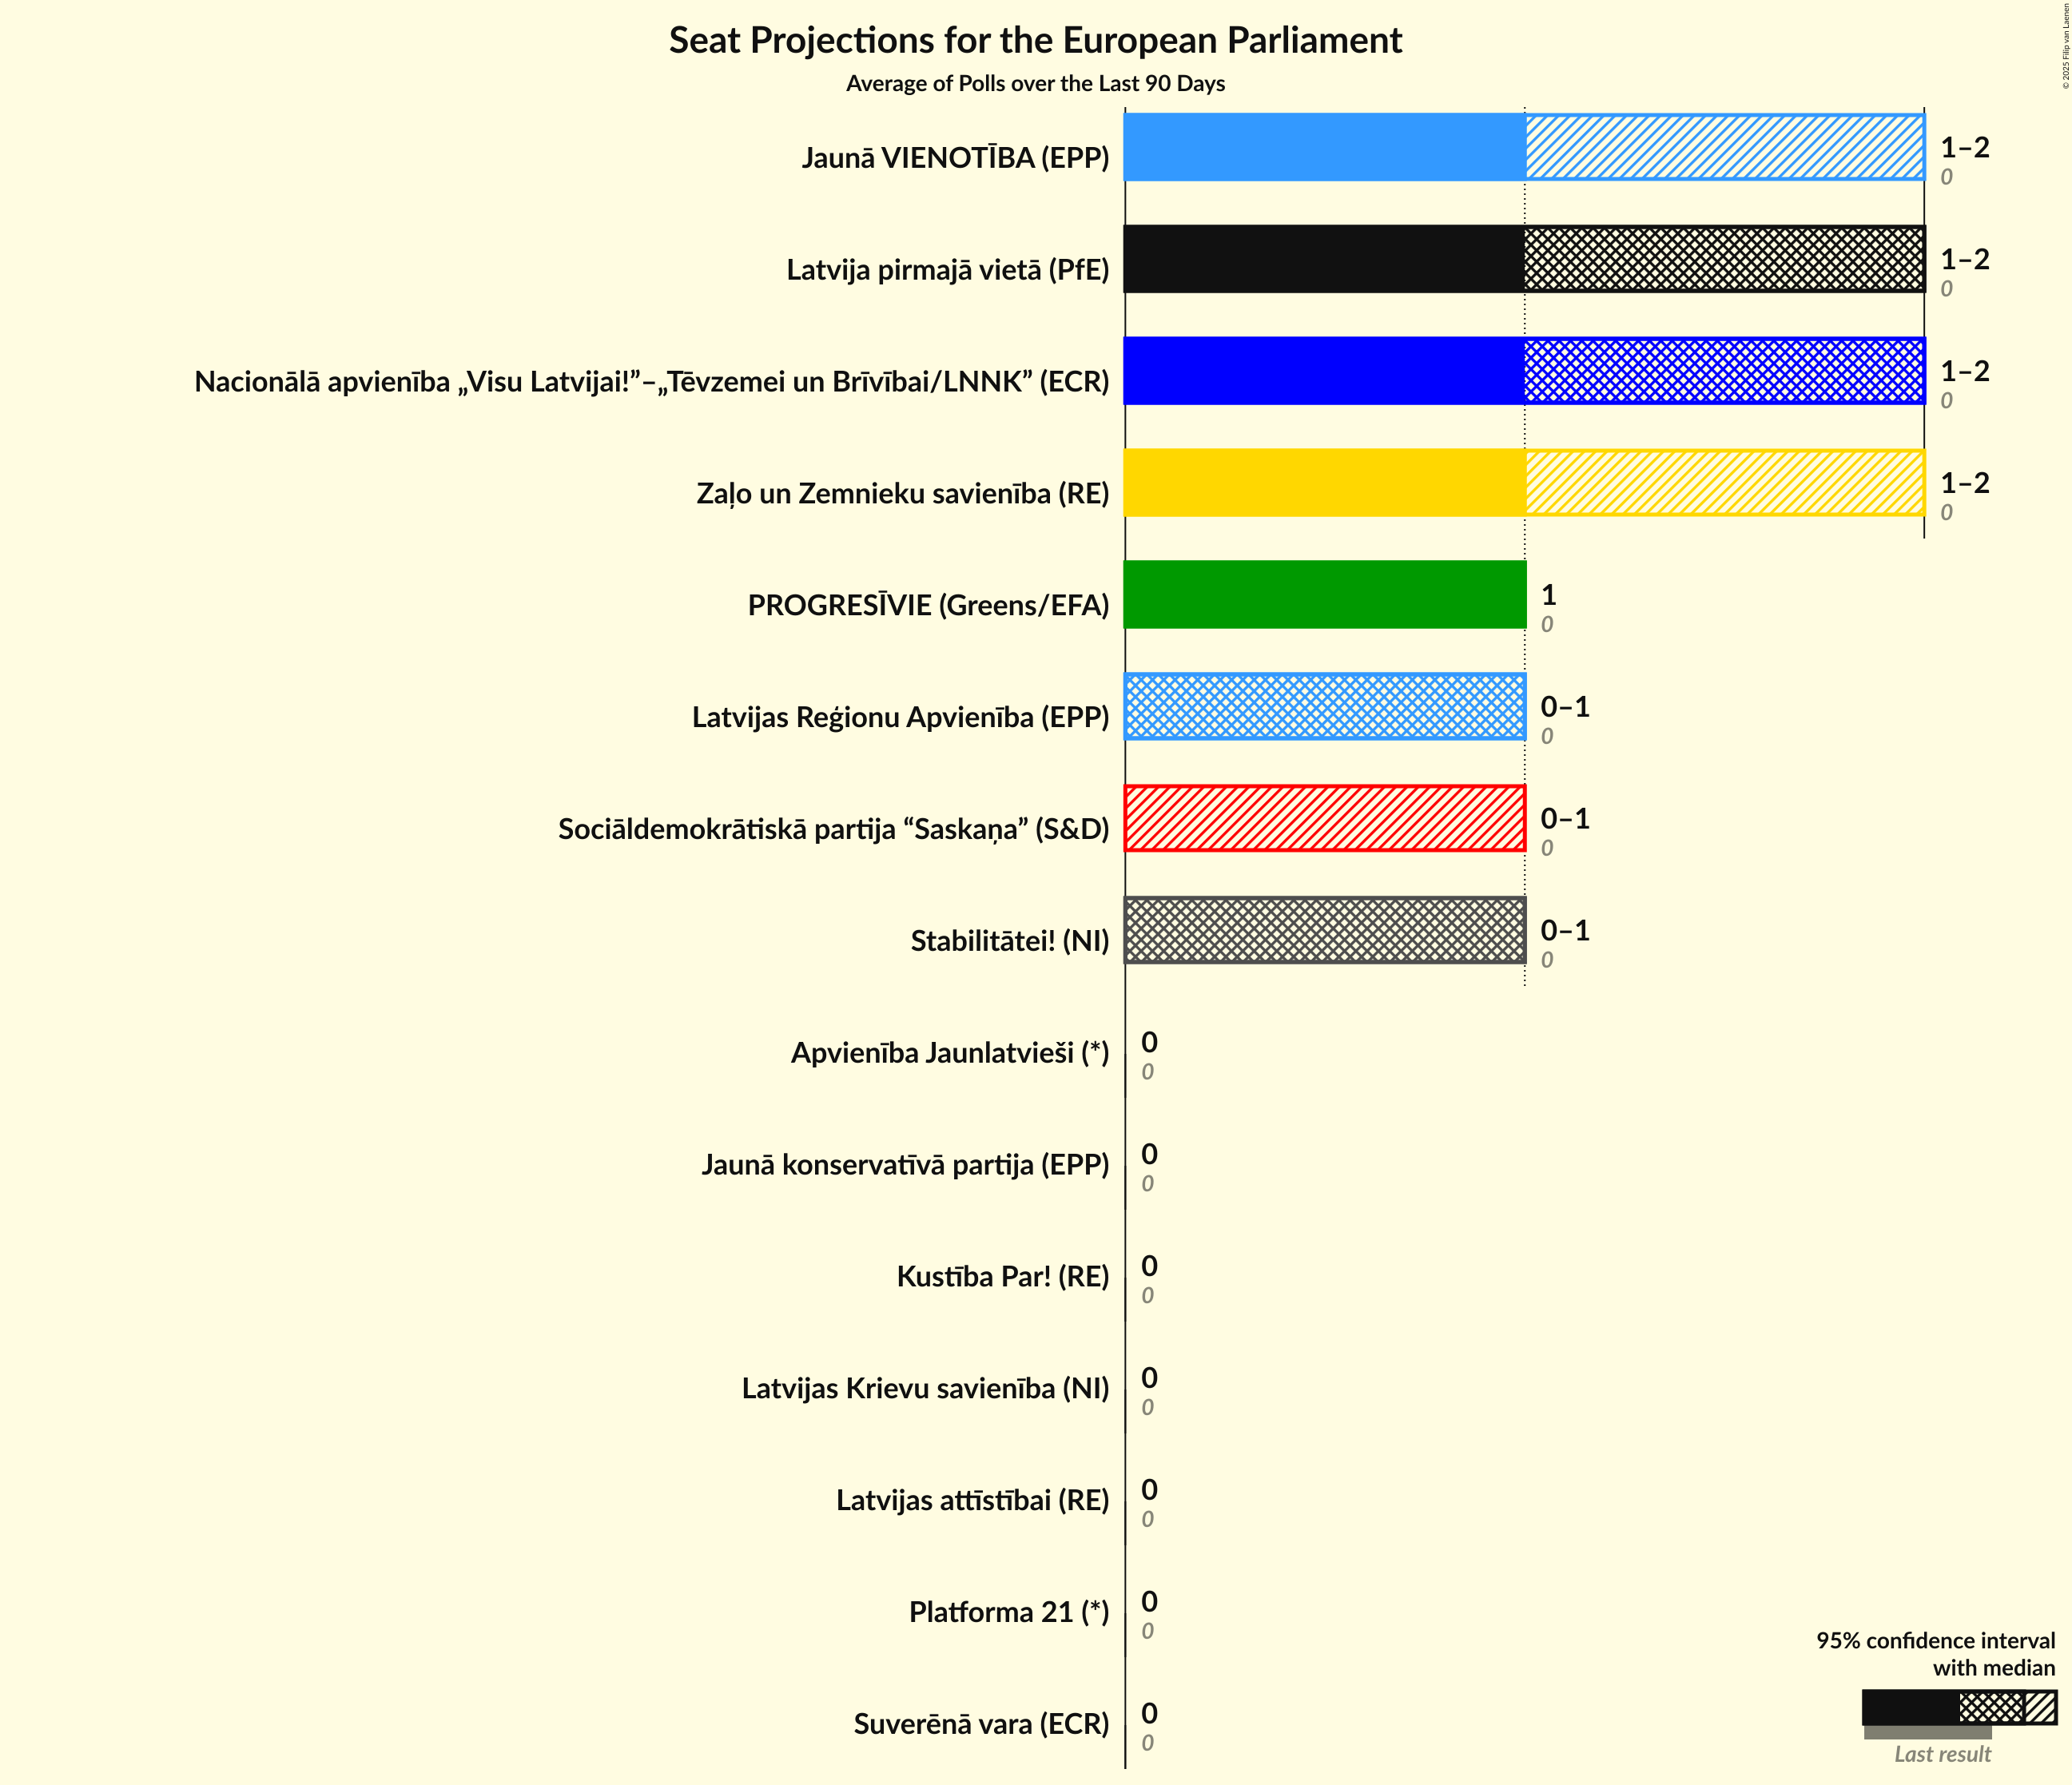 Seat Projections for the European Parliament
Average of Polls over the Last 90 Days
© 2025 Filip van Laenen
Jaunā VIENOTĪBA (EPP)
1–2
0
Latvija pirmajā vietā (PfE)
1–2
0
Nacionālā apvienība „Visu Latvijai!”–„Tēvzemei un Brīvībai/LNNK” (ECR)
1–2
0
Zaļo un Zemnieku savienība (RE)
1–2
0
PROGRESĪVIE (Greens/EFA)
1
0
Latvijas Reģionu Apvienība (EPP)
0–1
0
Sociāldemokrātiskā partija “Saskaņa” (S&D)
0–1
0
Stabilitātei! (NI)
0–1
0
Apvienība Jaunlatvieši (*)
0
0
Jaunā konservatīvā partija (EPP)
0
0
Kustība Par! (RE)
0
0
Latvijas Krievu savienība (NI)
0
0
Latvijas attīstībai (RE)
0
0
Platforma 21 (*)
0
0
Suverēnā vara (ECR)
0
0
95% confidence interval
with median
Last result